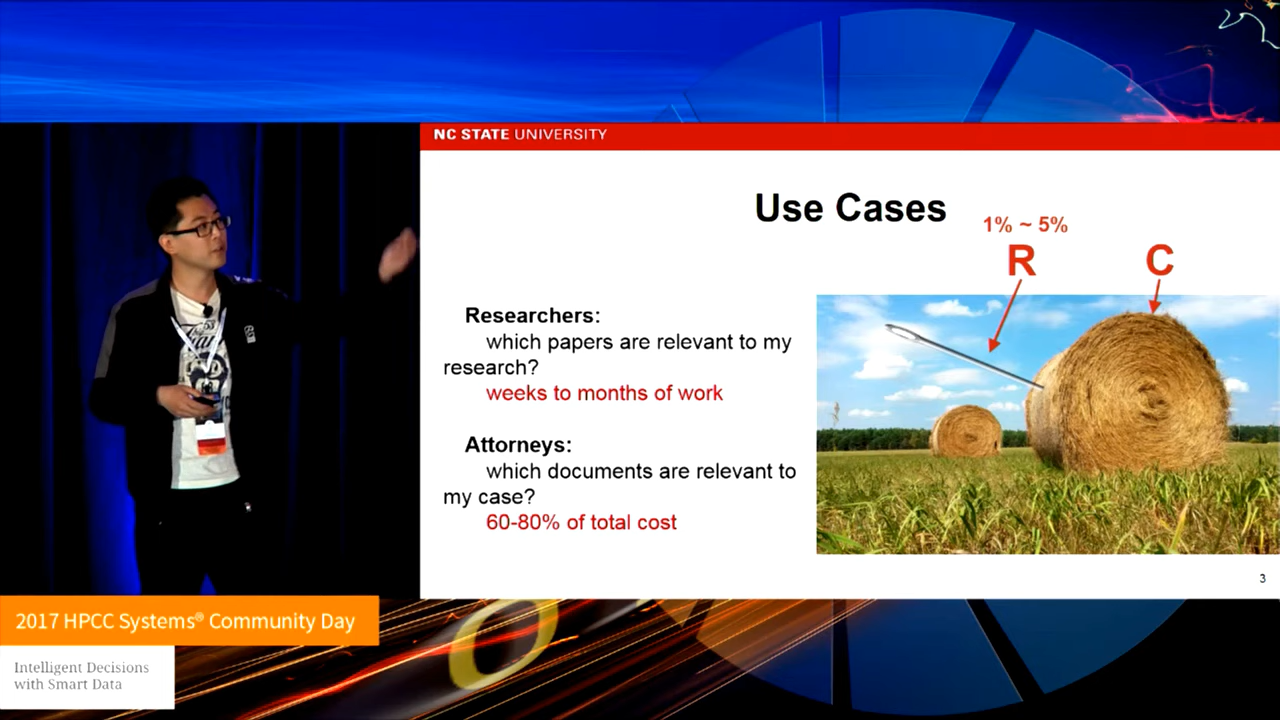 NC STATE UNIVERSITY
Use Cases
1% ~ 5%
R
C
Researchers:
which papers are relevant to my
research?
weeks to months of work
Attorneys:
which documents are relevant to
my case?
60-80% of total cost
3
2017 HPCC Systems® Community Day
Intelligent Decisions
with Smart Data